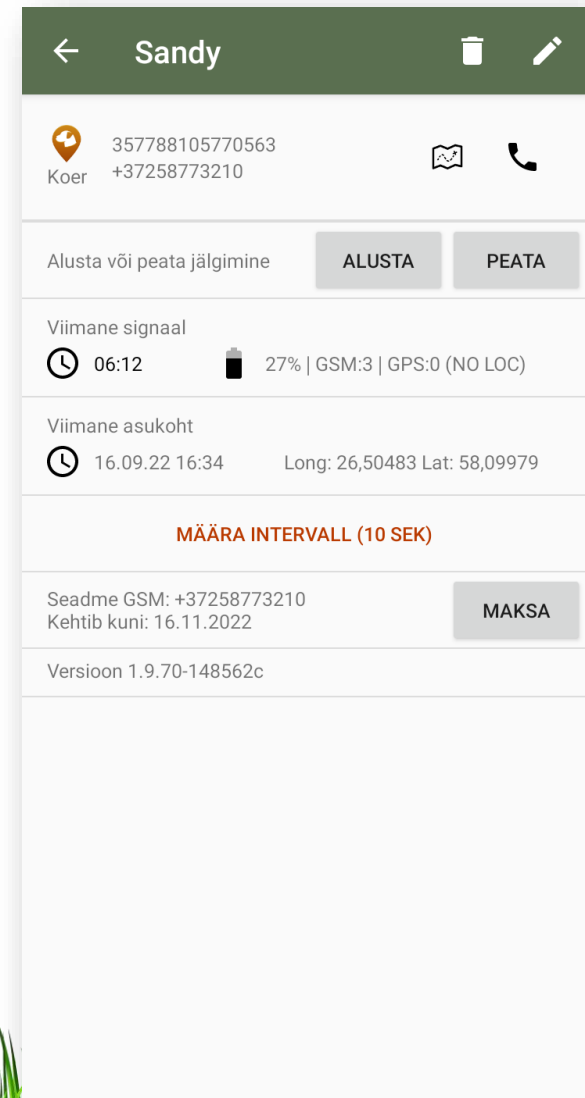 Sandy
357788105770563
Koer +37258773210
Alusta või peata jälgimine ALUSTA PEATA
Viimane signaal
06:12 27% | GSM:3 | GPS:0 (NO LOC)
Viimane asukoht
16.09.22 16:34 Long: 26,50483 Lat: 58,09979
MÄÄRA INTERVALL (10 SEK)
Seadme GSM: +37258773210
Kehtib kuni: 16.11.2022
MAKSA
Versioon 1.9.70-148562c